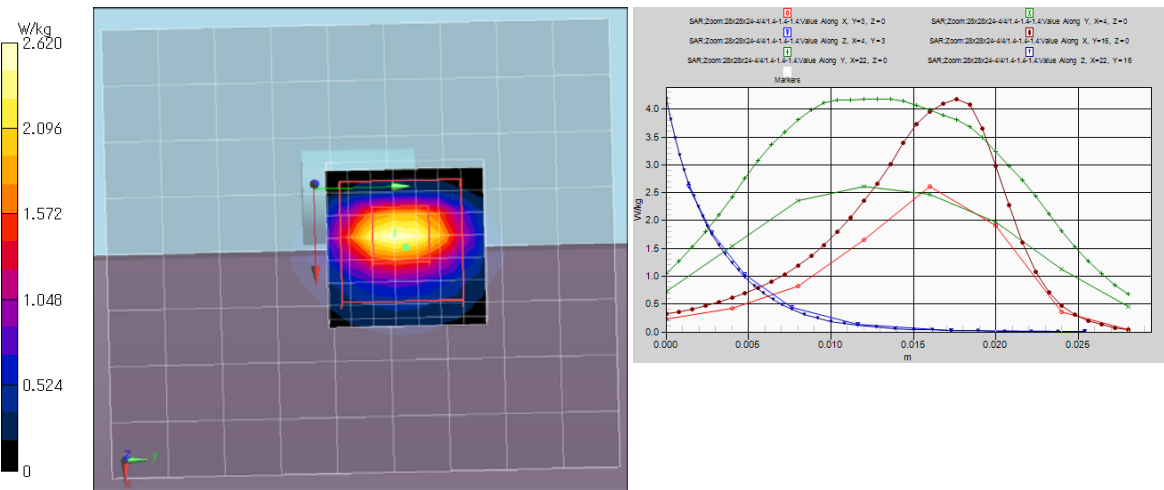 W/kg
2.620
2.096
1.572
1.048
0.524
0
z
y
x
SAR;Zoom:28x28x24-4/4/1.4-1.4-1.4:Value Along X, Y=3, Z=0
SAR;Zoom:28x28x24-4/4/1.4-1.4-1.4:Value Along Y, X=4, Z=0
SAR;Zoom:28x28x24-4/4/1.4-1.4-1.4:Value Along Z, X=4, Y=3
SAR;Zoom:28x28x24-4/4/1.4-1.4-1.4:Value Along X, Y=15, Z=0
SAR;Zoom:28x28x24-4/4/1.4-1.4-1.4:Value Along Y, X=22, Z=0
SAR;Zoom:28x28x24-4/4/1.4-1.4-1.4:Value Along Z, X=22, Y=16
Markers
4.0
3.5
3.0
2.5
2.0
1.5
1.0
0.5
0.0
W/kg
0.000
0.005
0.010
0.015
0.020
0.025
m